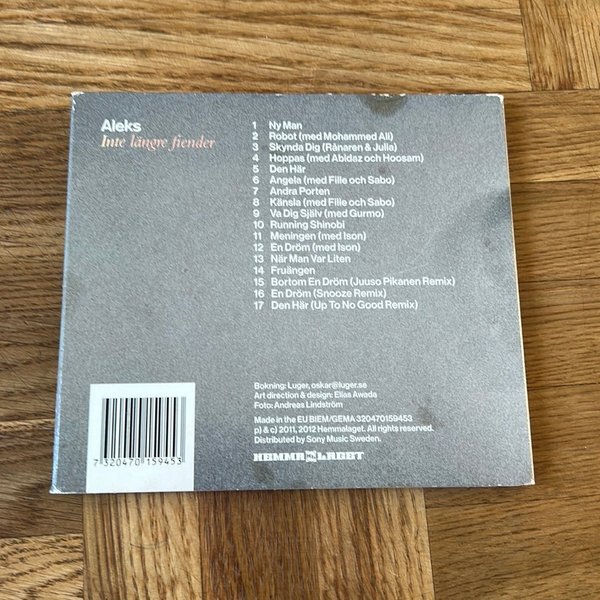 Aleks
Inte längre fiender
1 Ny Man
2 Robot (med Mohammed Ali)
3 Skynda Dig (Rånaren & Julia)
4 Hoppas (med Abidaz och Hoosam)
5 Den Här
6 Angela (med Fille och Sabo)
7 Andra Porten
8 Känsla (med Fille och Sabo)
9 Va Dig Själv (med Gurmo)
10 Running Shinobi
11 Meningen (med Ison)
12 En Dröm (med Ison)
13 När Man Var Liten
14 Fruängen
15 Bortom En Dröm (Juuso Pikanen Remix)
16 En Dröm (Snooze Remix)
17 Den Här (Up To No Good Remix)
Bokning: Luger, oskar@luger.se
Art direction & design: Elias Awada
Foto: Andreas Lindström
Made in the EU BIEM/GEMA 320470159453
p) & c) 2011, 2012 Hemmalaget. All rights reserved.
Distributed by Sony Music Sweden.
HEMMALAGET
7 320470 159453